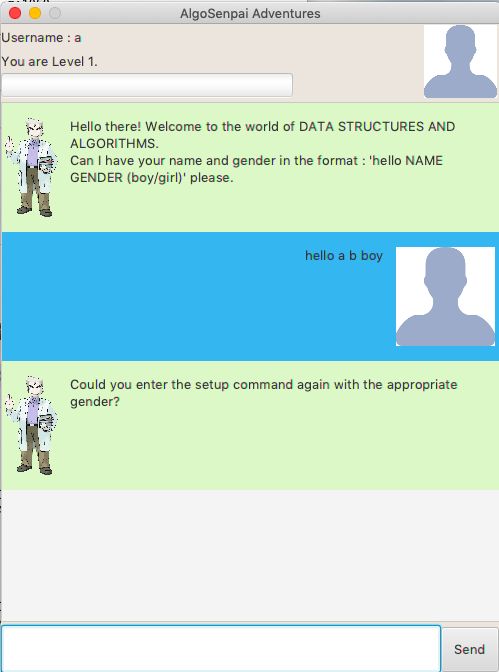 AlgoSenpai Adventures
Username : a
You are Level 1.
Hello there! Welcome to the world of DATA STRUCTURES AND
ALGORITHMS.
Can I have your name and gender in the format : 'hello NAME
GENDER (boy/girl)' please.
hello a b boy
Could you enter the setup command again with the appropriate
gender?
Send